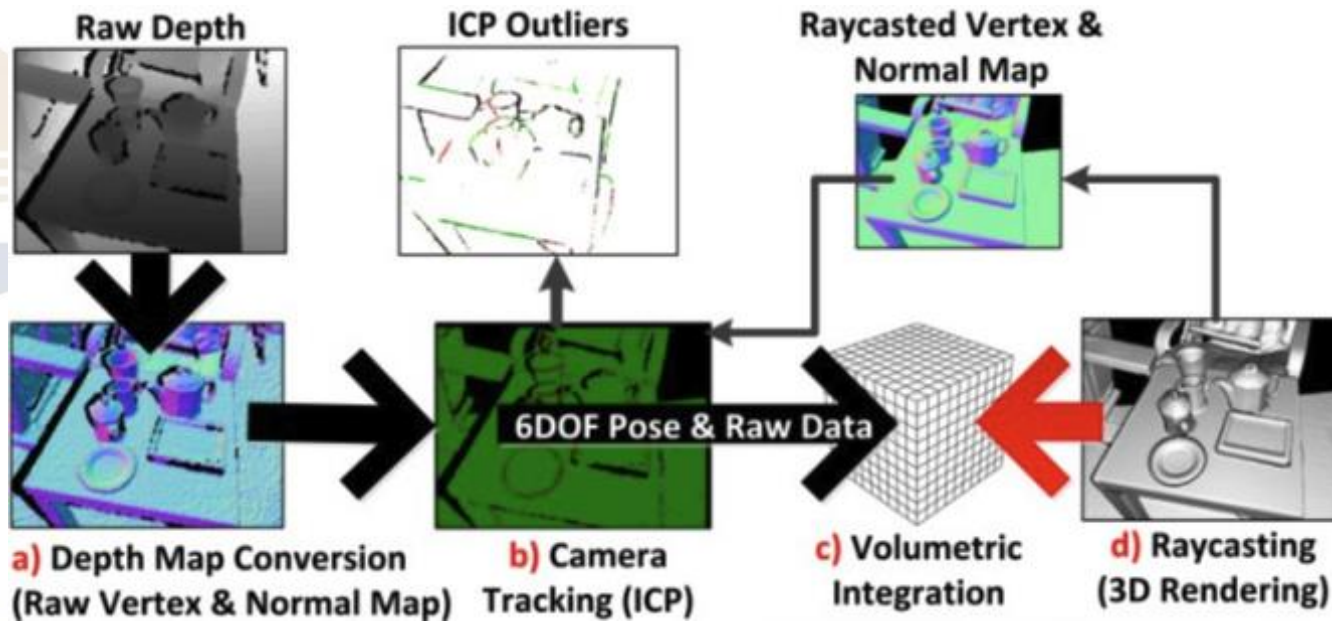 Raw Depth
ICP Outliers
Raycasted Vertex &
Normal Map
6DOF Pose & Raw Data
a) Depth Map Conversion
(Raw Vertex & Normal Map)
b) Camera
Tracking (ICP)
c) Volumetric
Integration
d) Raycasting
(3D Rendering)